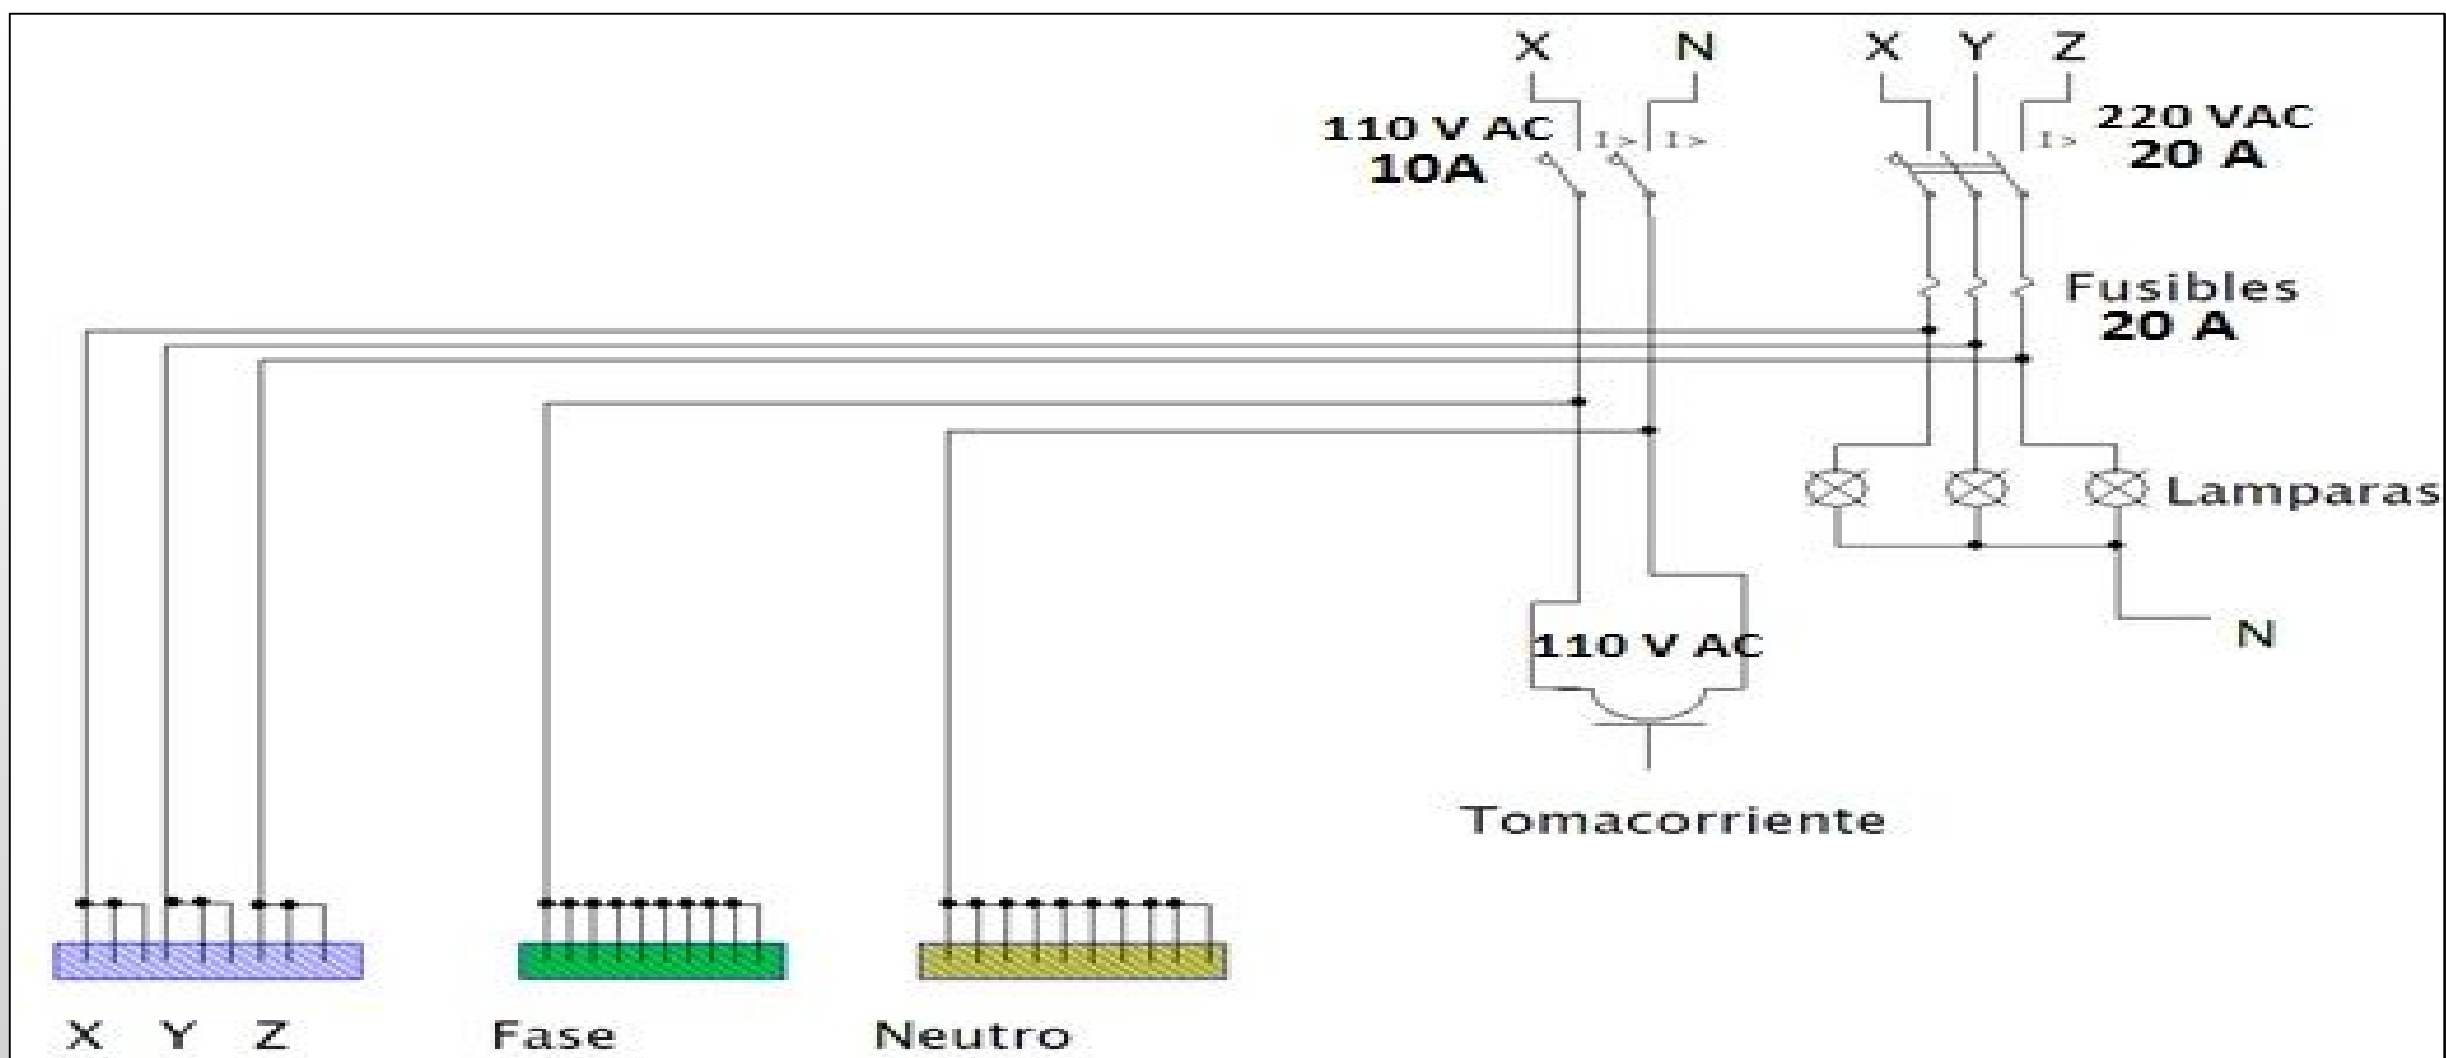 X N X Y Z
110 V AC
10A
I> I>
I>
220 VAC
20 A
Fusibles
20 A
Lamparas
N
110 V AC
Tomacorriente
X Y Z Fase Neutro